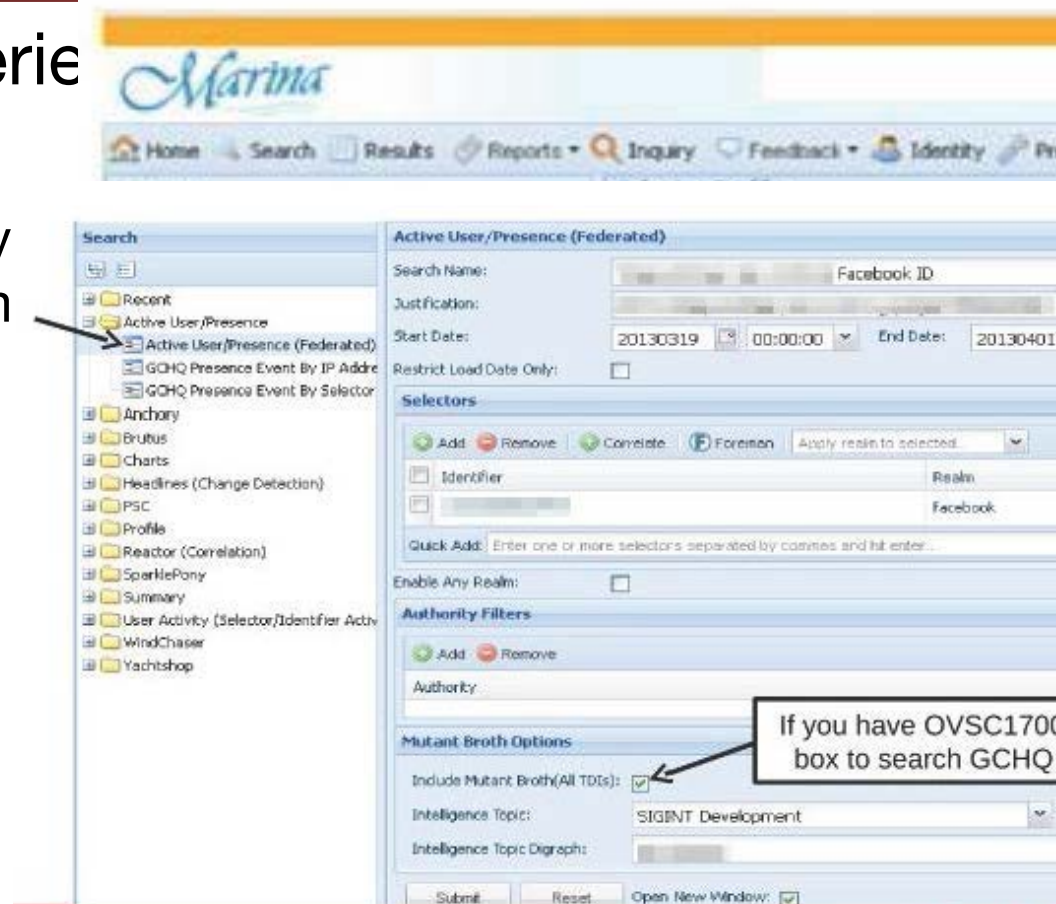 erie
Marina
Home Search Results Reports Inquiry Feedback Identity Pr
y
n
Search
Recent
Active User/Presence
Active User/Presence (Federated)
GCHQ Presence Event By IP Addre
GCHQ Presence Event By Selector
Anchory
Brutus
Charts
Headlines (Change Detection)
PSC
Profile
Reactor (Correlation)
SparklePony
Summary
User Activity (Selector/Identifier Activ
WindChaser
Yachtshop
Active User/Presence (Federated)
Search Name: Facebook ID
Justification:
Start Date: 20130319 00:00:00 End Date: 20130401
Restrict Load Date Only:
Selectors
Add Remove Correlate Foreman Apply realm to selected.
Identifier Realm
Facebook
Quick Add: Enter one or more selectors separated by commas and hit enter...
Enable Any Realm:
Authority Filters
Add Remove
Authority
If you have OVSC1700
box to search GCHQ
Mutant Broth Options
Include Mutant Broth(All TDIs):
Intelligence Topic: SIGINT Development
Intelligence Topic Digraph:
Submit Reset Open New Window: